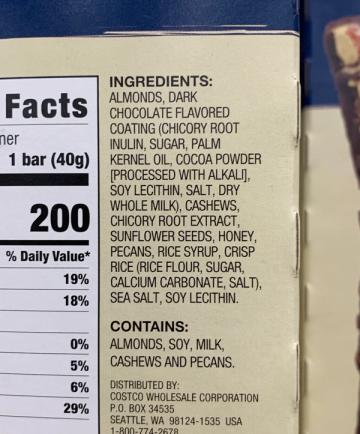 Facts
ner
1 bar (40g)
200
% Daily Value*
19%
18%
0%
5%
6%
29%
INGREDIENTS:
ALMONDS, DARK
CHOCOLATE FLAVORED
COATING (CHICORY ROOT
INULIN, SUGAR, PALM
KERNEL OIL, COCOA POWDER
[PROCESSED WITH ALKALI],
SOY LECITHIN, SALT, DRY
WHOLE MILK), CASHEWS,
CHICORY ROOT EXTRACT,
SUNFLOWER SEEDS, HONEY,
PECANS, RICE SYRUP, CRISP
RICE (RICE FLOUR, SUGAR,
CALCIUM CARBONATE, SALT),
SEA SALT, SOY LECITHIN.
CONTAINS:
ALMONDS, SOY, MILK,
CASHEWS AND PECANS.
DISTRIBUTED BY:
COSTCO WHOLESALE CORPORATION
P.O. BOX 34535
SEATTLE, WA 98124-1535 USA
1-800-774-2678